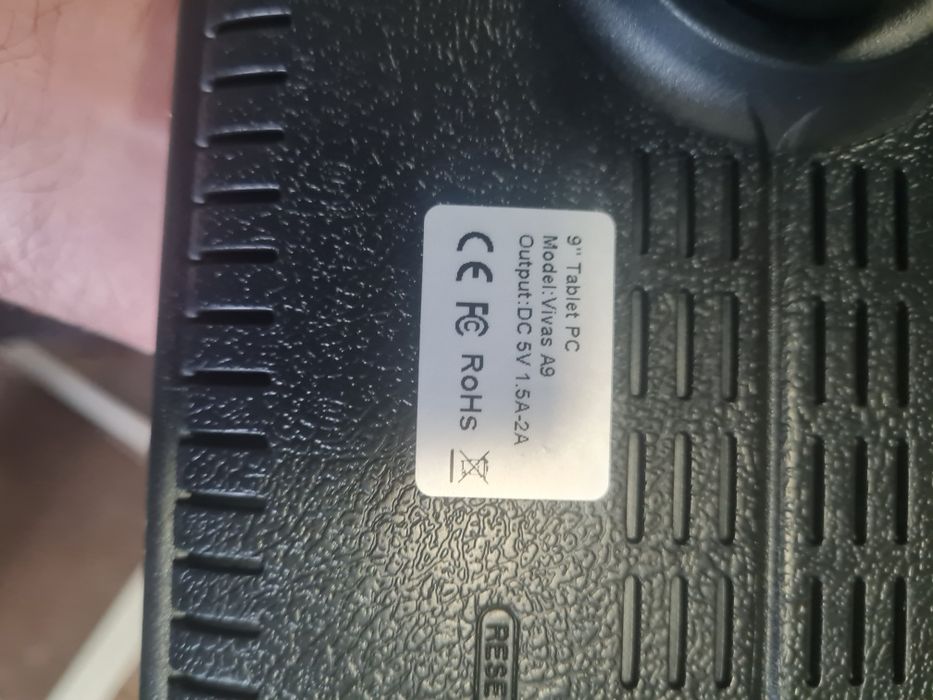 9" Tablet PC
Model:Vivas A9
Output:DC 5V 1.5A-2A
CE FC RoHS
RESE